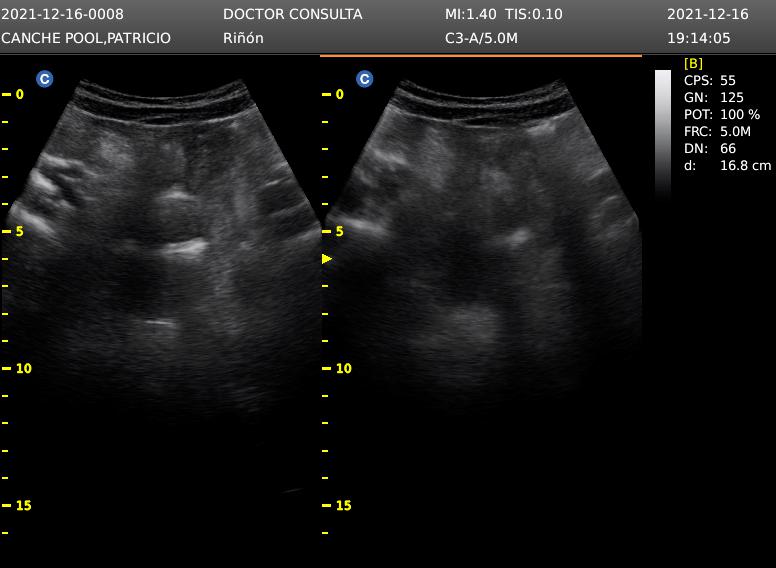 2021-12-16-0008 DOCTOR CONSULTA MI:1.40 TIS:0.10 2021-12-16
CANCHE POOL,PATRICIO Riñón C3-A/5.0M 19:14:05
[B]
CPS: 55
GN: 125
POT: 100 %
FRC: 5.0M
DN: 66
d: 16.8 cm
C C
0 0
5 5
10 10
15 15